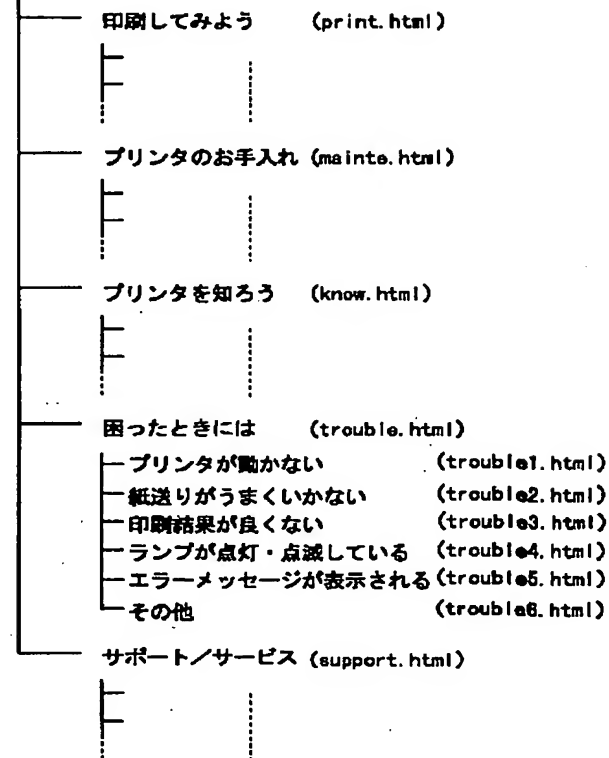 印刷してみよう (print.html)
プリンタのお手入れ (mainte.html)
プリンタを知ろう (know.html)
困ったときには (trouble.html)
プリンタが動かない (trouble1.html)
紙送りがうまくいかない (trouble2.html)
印刷結果が良くない (trouble3.html)
ランプが点灯・点滅している (trouble4.html)
エラーメッセージが表示される (trouble5.html)
その他 (trouble6.html)
サポート/サービス (support.html)